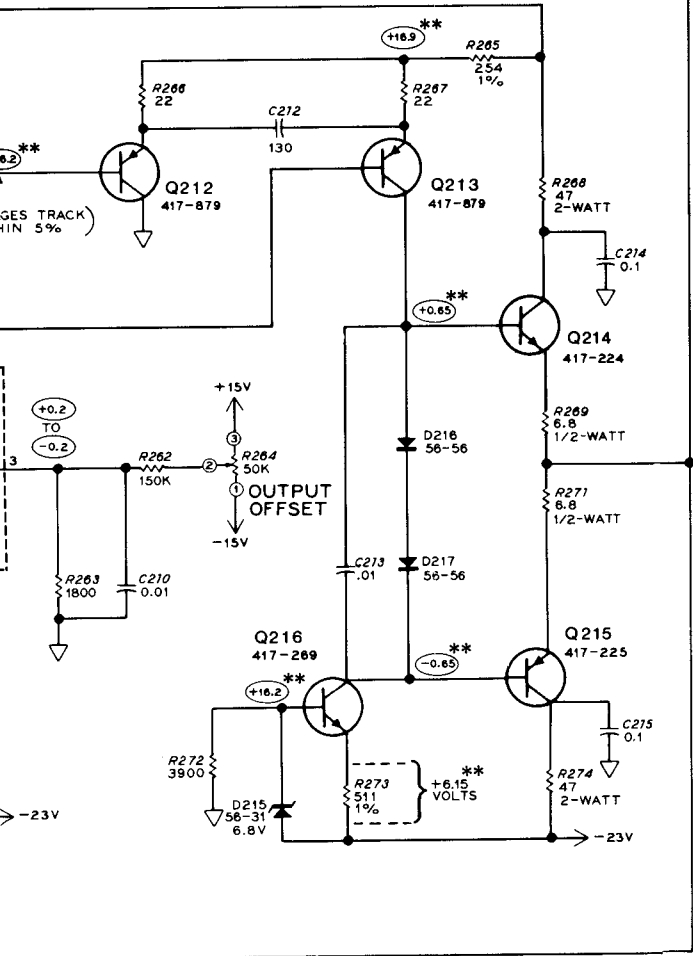 +16.9 **
R265
254
1%
R266
22
R267
22
C212
130
6.2 **
Q212
417-879
Q213
417-879
GES TRACK)
HIN 5%
R268
47
2-WATT
C214
0.1
+0.65 **
Q214
417-224
+15V
+0.2
TO
-0.2
3
R262
150K
2
3
R264
50K
1
OUTPUT
OFFSET
-15V
D216
56-56
R269
6.8
1/2-WATT
R271
6.8
1/2-WATT
R263
1800
C210
0.01
C213
.01
D217
56-56
Q216
417-269
-0.65 **
Q215
417-225
+16.2 **
C215
0.1
R272
3900
D215
56-31
6.8V
R273
511
1%
+6.15 **
VOLTS
R274
47
2-WATT
-23V
-23V